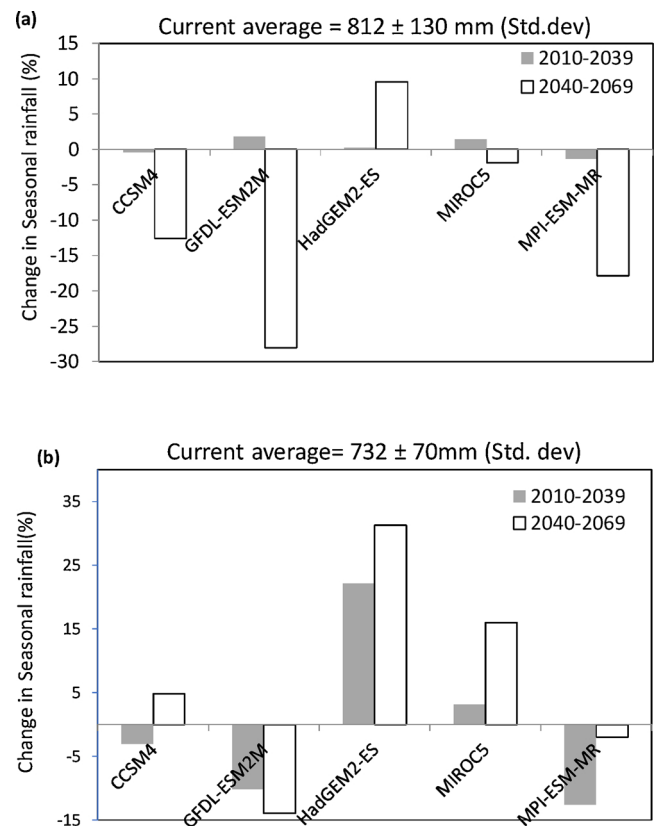 (a)
Current average = 812 ± 130 mm (Std.dev)
Change in Seasonal rainfall (%)
15
10
5
0
-5
-10
-15
-20
-25
-30
2010-2039
2040-2069
CCSM4
GFDL-ESM2M
HadGEM2-ES
MIROC5
MPI-ESM-MR
(b)
Current average= 732 ± 70mm (Std. dev)
Change in Seasonal rainfall(%)
35
25
15
5
-5
-15
2010-2039
2040-2069
CCSM4
GFDL-ESM2M
HadGEM2-ES
MIROC5
MPI-ESM-MR